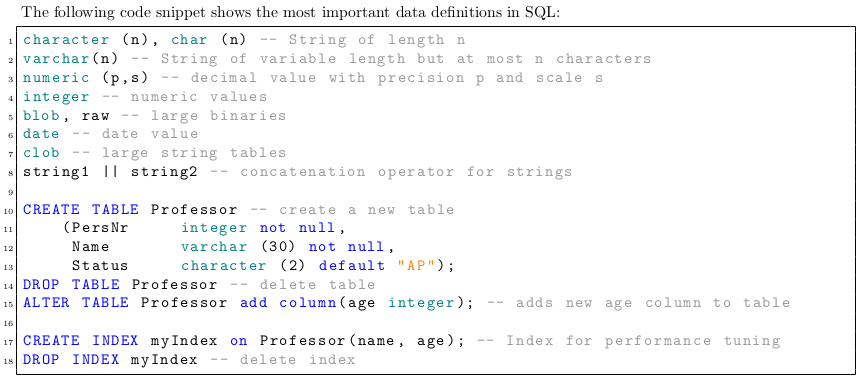 The following code snippet shows the most important data definitions in SQL:
1 character (n), char (n) -- String of length n
2 varchar(n) -- String of variable length but at most n characters
3 numeric (p,s) -- decimal value with precision p and scale s
4 integer -- numeric values
5 blob, raw -- large binaries
6 date -- date value
7 clob -- large string tables
8 string1 || string2 -- concatenation operator for strings
9
10 CREATE TABLE Professor -- create a new table
11     (PersNr     integer not null,
12      Name       varchar (30) not null,
13      Status     character (2) default "AP");
14 DROP TABLE Professor -- delete table
15 ALTER TABLE Professor add column(age integer); -- adds new age column to table
16
17 CREATE INDEX myIndex on Professor(name, age); -- Index for performance tuning
18 DROP INDEX myIndex -- delete index